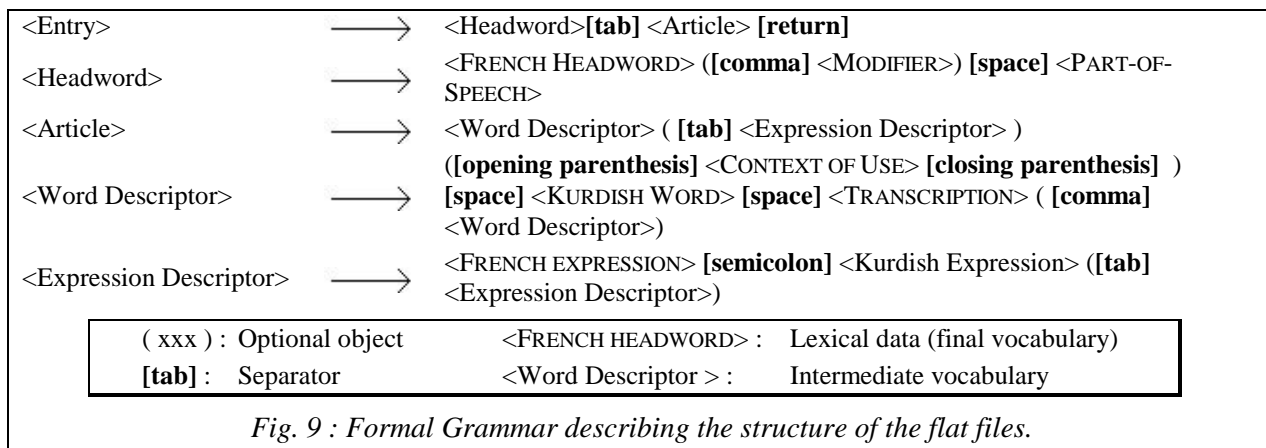 <Entry> → <Headword>[tab] <Article> [return]
<Headword> → <FRENCH HEADWORD> ([comma] <MODIFIER>) [space] <PART-OF-
SPEECH>
<Article> → <Word Descriptor> ( [tab] <Expression Descriptor> )
([opening parenthesis] <CONTEXT OF USE> [closing parenthesis] )
<Word Descriptor> → [space] <KURDISH WORD> [space] <TRANSCRIPTION> ( [comma]
<Word Descriptor>)
<Expression Descriptor> → <FRENCH EXPRESSION> [semicolon] <Kurdish Expression> ([tab]
<Expression Descriptor>)
( xxx ) : Optional object <FRENCH HEADWORD> : Lexical data (final vocabulary)
[tab] : Separator <Word Descriptor > : Intermediate vocabulary
Fig. 9 : Formal Grammar describing the structure of the flat files.